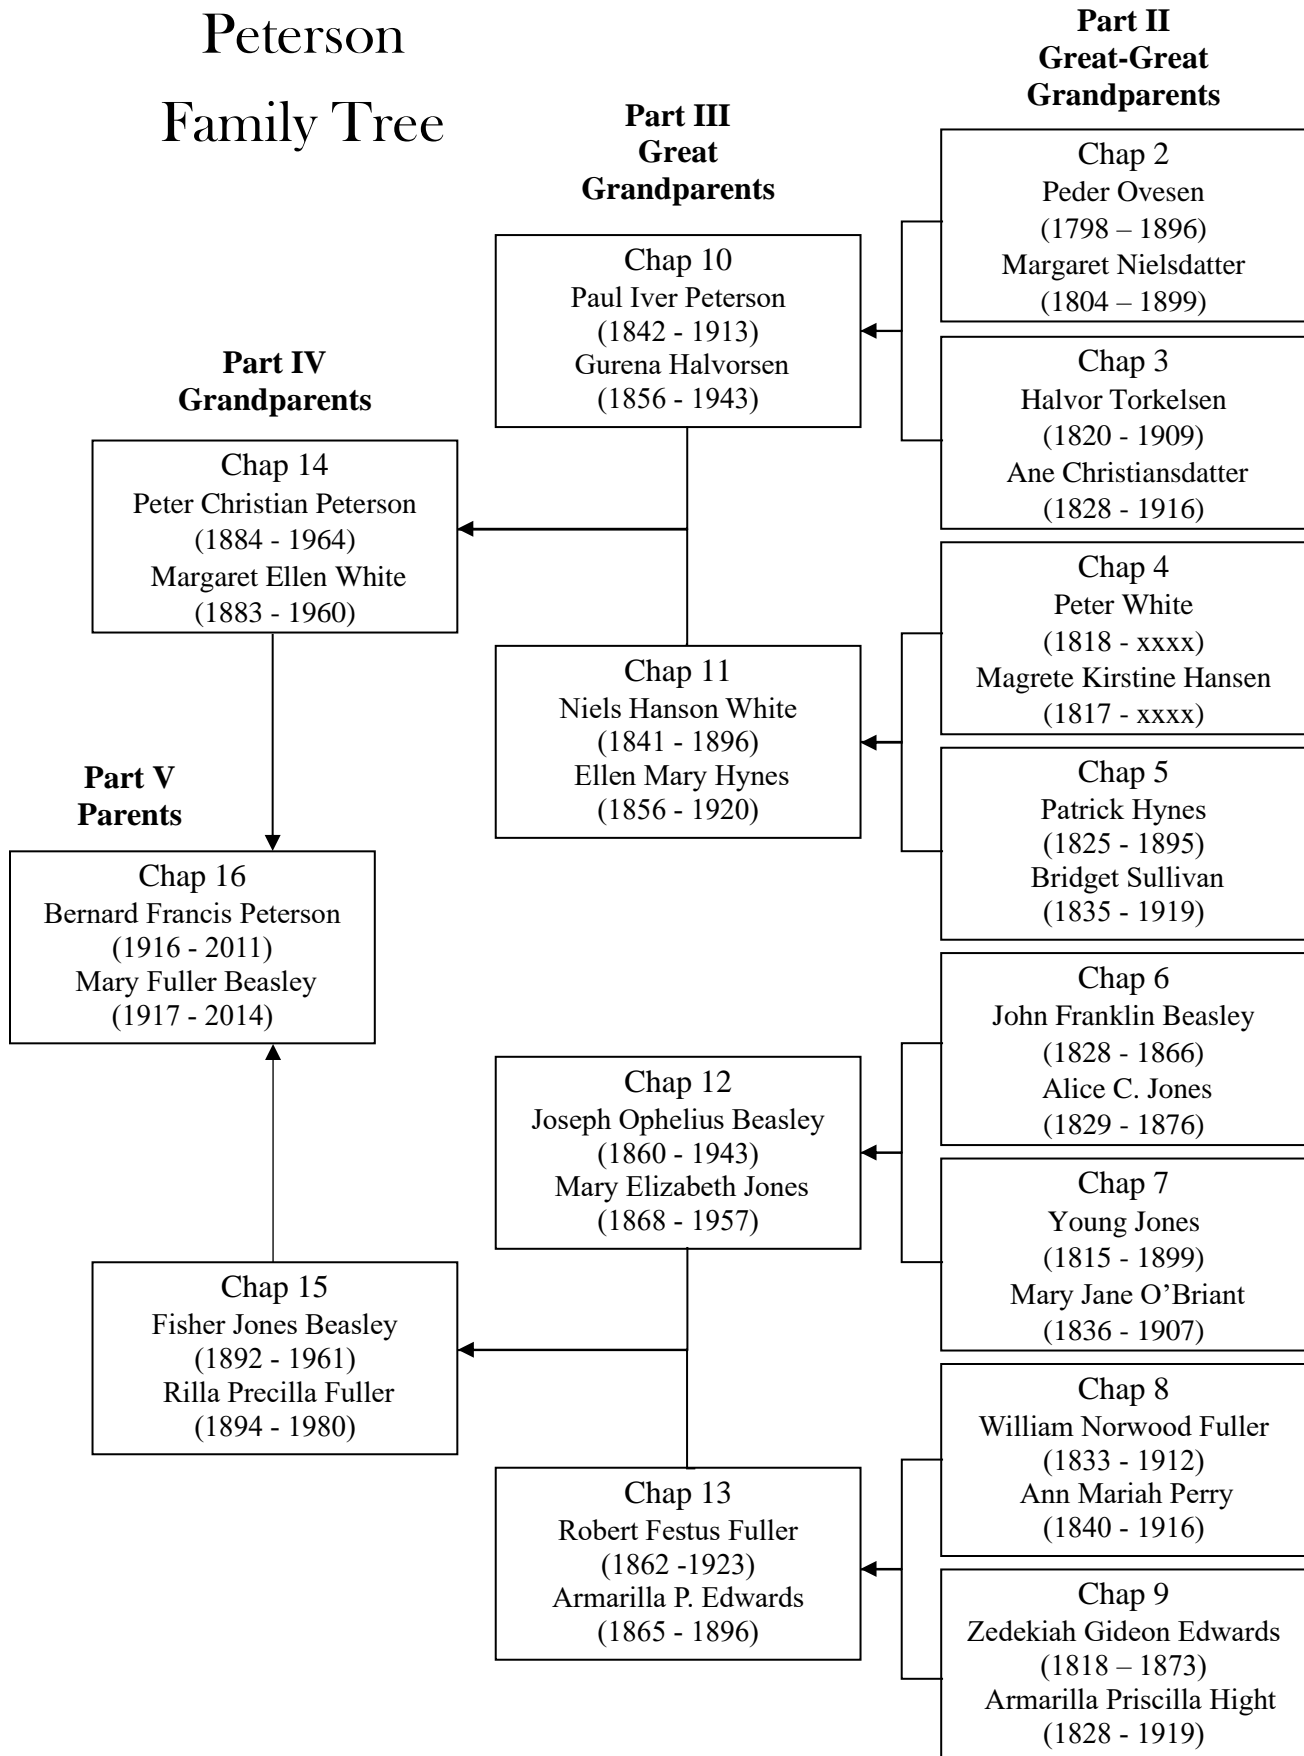 Peterson
Family Tree
Part II
Great-Great
Grandparents
Part III
Great
Grandparents
Part IV
Grandparents
Part V
Parents
Chap 2
Peder Ovesen
(1798 – 1896)
Margaret Nielsdatter
(1804 – 1899)
Chap 3
Halvor Torkelsen
(1820 - 1909)
Ane Christiansdatter
(1828 - 1916)
Chap 4
Peter White
(1818 - xxxx)
Magrete Kirstine Hansen
(1817 - xxxx)
Chap 5
Patrick Hynes
(1825 - 1895)
Bridget Sullivan
(1835 - 1919)
Chap 6
John Franklin Beasley
(1828 - 1866)
Alice C. Jones
(1829 - 1876)
Chap 7
Young Jones
(1815 - 1899)
Mary Jane O’Briant
(1836 - 1907)
Chap 8
William Norwood Fuller
(1833 - 1912)
Ann Mariah Perry
(1840 - 1916)
Chap 9
Zedekiah Gideon Edwards
(1818 – 1873)
Armarilla Priscilla Hight
(1828 - 1919)
Chap 10
Paul Iver Peterson
(1842 - 1913)
Gurena Halvorsen
(1856 - 1943)
Chap 11
Niels Hanson White
(1841 - 1896)
Ellen Mary Hynes
(1856 - 1920)
Chap 12
Joseph Ophelius Beasley
(1860 - 1943)
Mary Elizabeth Jones
(1868 - 1957)
Chap 13
Robert Festus Fuller
(1862 -1923)
Armarilla P. Edwards
(1865 - 1896)
Chap 14
Peter Christian Peterson
(1884 - 1964)
Margaret Ellen White
(1883 - 1960)
Chap 15
Fisher Jones Beasley
(1892 - 1961)
Rilla Precilla Fuller
(1894 - 1980)
Chap 16
Bernard Francis Peterson
(1916 - 2011)
Mary Fuller Beasley
(1917 - 2014)